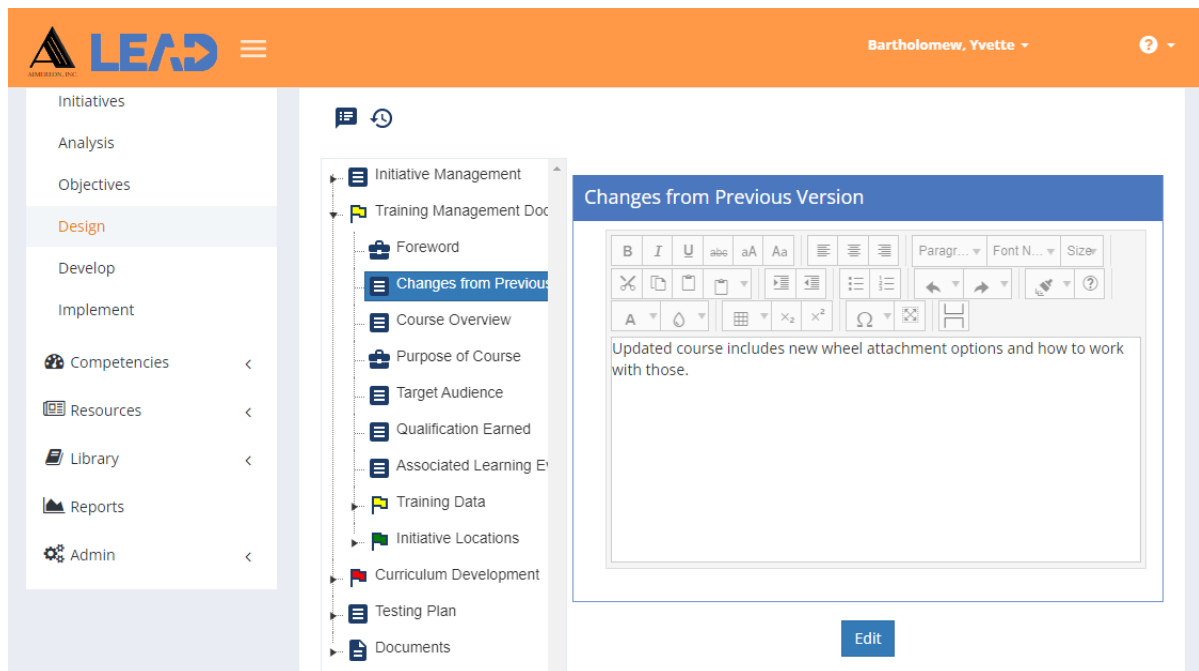 AIMEREON, INC.
LEAD
Bartholomew, Yvette
?
Initiatives
Analysis
Objectives
Design
Develop
Implement
Competencies
Resources
Library
Reports
Admin
Initiative Management
Training Management Doc
Foreword
Changes from Previous
Course Overview
Purpose of Course
Target Audience
Qualification Earned
Associated Learning Ev
Training Data
Initiative Locations
Curriculum Development
Testing Plan
Documents
Changes from Previous Version
B I U abc aA Aa Paragr... Font N... Size
?
A x₂ x² Ω
Updated course includes new wheel attachment options and how to work
with those.
Edit